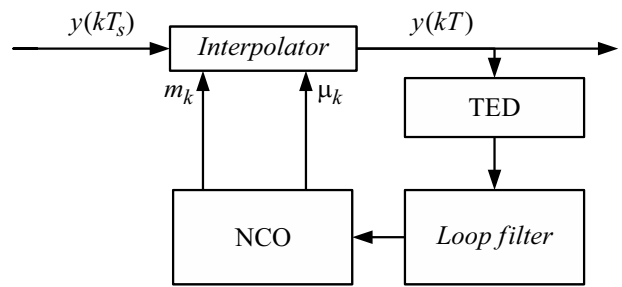 y(kTs)
Interpolator
y(kT)
mk
μk
TED
NCO
Loop filter